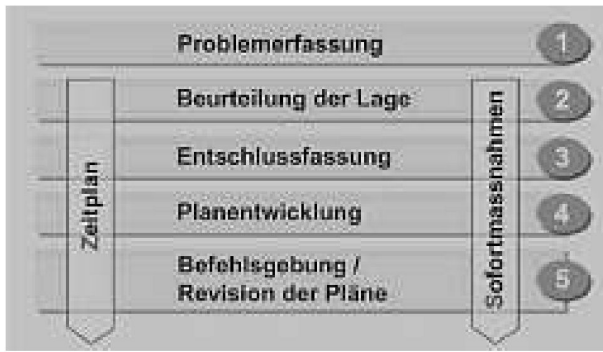 Problemerfassung 1
Beurteilung der Lage 2
Entschlussfassung 3
Planentwicklung 4
Befehlsgebung /
Revision der Pläne 5
Zeitplan
Sofortmassnahmen